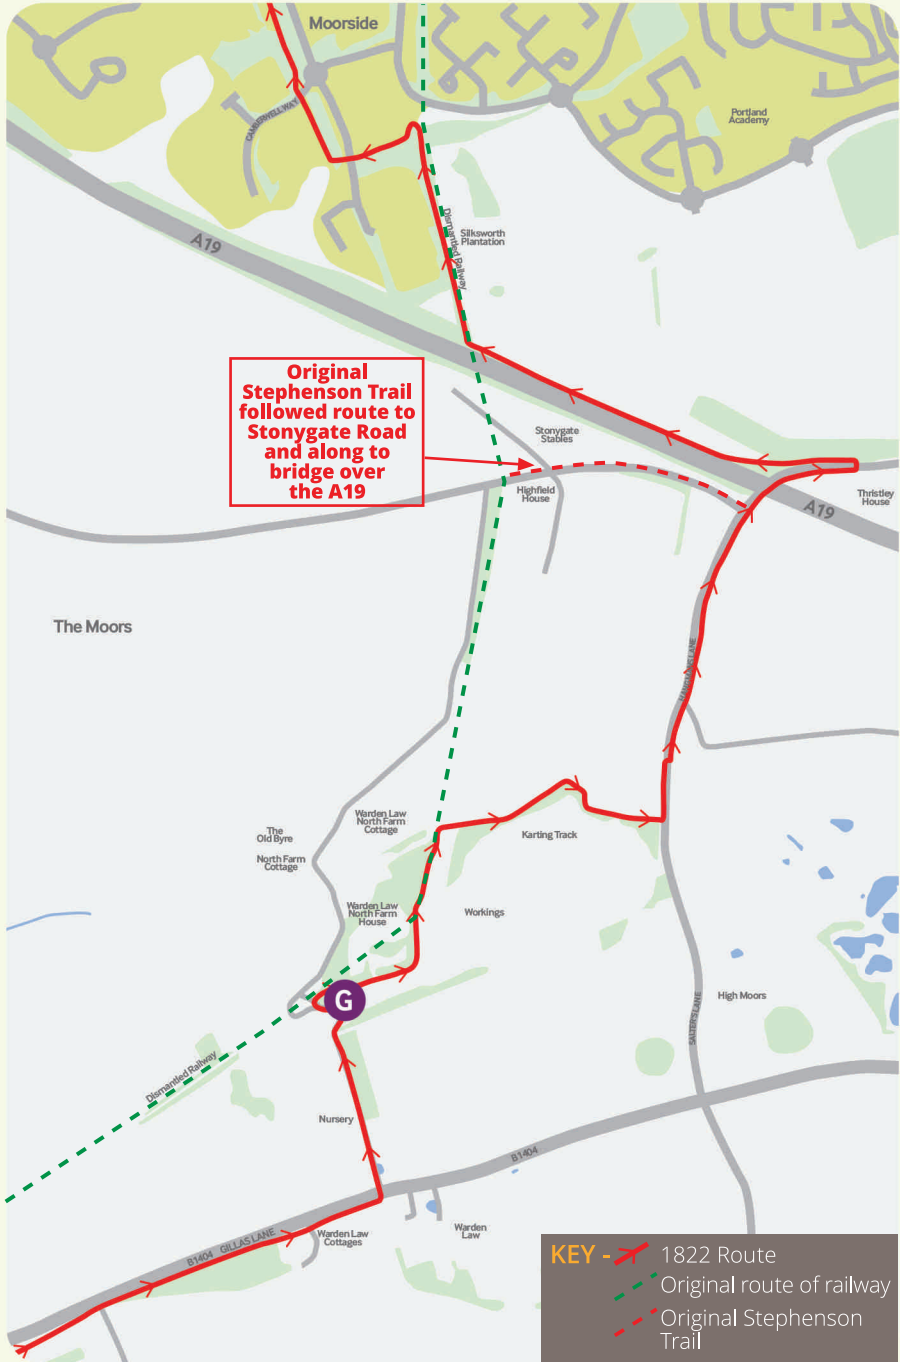 Moorside
CAMBERWELL WAY
Portland
Academy
A19
Dismantled Railway
Silksworth
Plantation
Original
Stephenson Trail
followed route to
Stonygate Road
and along to
bridge over
the A19
Stonygate
Stables
Highfield
House
A19
Thristley
House
The Moors
Warden Law
North Farm
Cottage
The
Old Byre
North Farm
Cottage
Karting Track
Warden Law
North Farm
House
Workings
G
High Moors
SALTERS LANE
Dismantled Railway
Nursery
B1404
B1404 GILLAS LANE
Warden Law
Cottages
Warden
Law
KEY - 1822 Route
Original route of railway
Original Stephenson
Trail